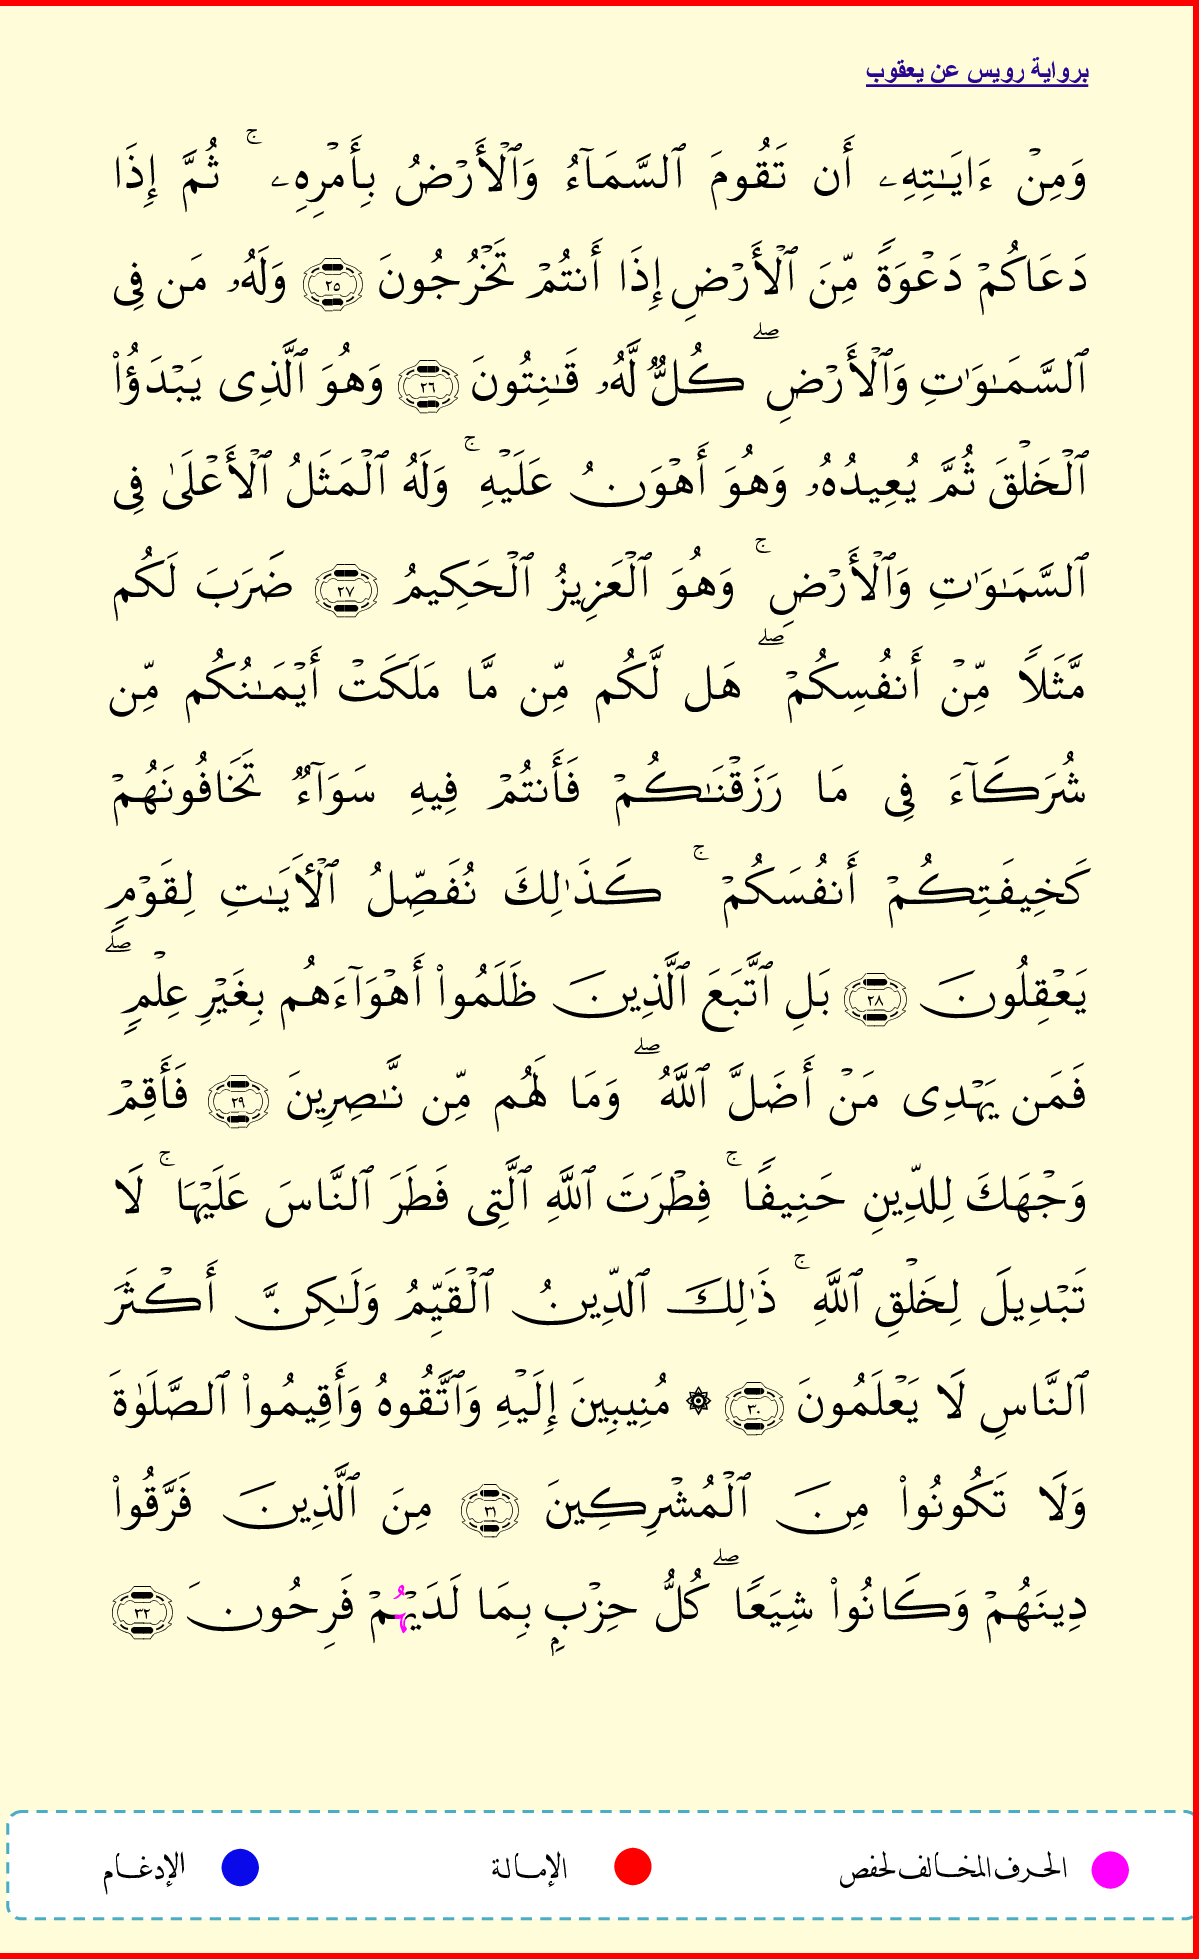 برواية رويس عن يعقوب
وَمِنْ ءَايَـٰتِهِۦٓ أَن تَقُومَ ٱلسَّمَآءُ وَٱلْأَرْضُ بِأَمْرِهِۦ ۚ ثُمَّ إِذَا
دَعَاكُمْ دَعْوَةً مِّنَ ٱلْأَرْضِ إِذَا أَنتُمْ تَخْرُجُونَ ٢٥ وَلَهُۥ مَن فِى
ٱلسَّمَـٰوَٰتِ وَٱلْأَرْضِ ۖ كُلٌّ لَّهُۥ قَـٰنِتُونَ ٢٦ وَهُوَ ٱلَّذِى يَبْدَؤُا۟
ٱلْخَلْقَ ثُمَّ يُعِيدُهُۥ وَهُوَ أَهْوَنُ عَلَيْهِ ۚ وَلَهُ ٱلْمَثَلُ ٱلْأَعْلَىٰ فِى
ٱلسَّمَـٰوَٰتِ وَٱلْأَرْضِ ۚ وَهُوَ ٱلْعَزِيزُ ٱلْحَكِيمُ ٢٧ ضَرَبَ لَكُم
مَّثَلًا مِّنْ أَنفُسِكُمْ ۖ هَل لَّكُم مِّن مَّا مَلَكَتْ أَيْمَـٰنُكُم مِّن
شُرَكَآءَ فِى مَا رَزَقْنَـٰكُمْ فَأَنتُمْ فِيهِ سَوَآءٌ تَخَافُونَهُمْ
كَخِيفَتِكُمْ أَنفُسَكُمْ ۚ كَذَٰلِكَ نُفَصِّلُ ٱلْأَيَـٰتِ لِقَوْمٍ
يَعْقِلُونَ ٢٨ بَلِ ٱتَّبَعَ ٱلَّذِينَ ظَلَمُوا۟ أَهْوَآءَهُم بِغَيْرِ عِلْمٍ ۖ
فَمَن يَهْدِى مَنْ أَضَلَّ ٱللَّهُ ۖ وَمَا لَهُم مِّن نَّـٰصِرِينَ ٢٩ فَأَقِمْ
وَجْهَكَ لِلدِّينِ حَنِيفًا ۚ فِطْرَتَ ٱللَّهِ ٱلَّتِى فَطَرَ ٱلنَّاسَ عَلَيْهَا ۚ لَا
تَبْدِيلَ لِخَلْقِ ٱللَّهِ ۚ ذَٰلِكَ ٱلدِّينُ ٱلْقَيِّمُ وَلَـٰكِنَّ أَكْثَرَ
ٱلنَّاسِ لَا يَعْلَمُونَ ٣٠ ۞ مُنِيبِينَ إِلَيْهِ وَٱتَّقُوهُ وَأَقِيمُوا۟ ٱلصَّلَوٰةَ
وَلَا تَكُونُوا۟ مِنَ ٱلْمُشْرِكِينَ ٣١ مِنَ ٱلَّذِينَ فَرَّقُوا۟
دِينَهُمْ وَكَانُوا۟ شِيَعًا ۖ كُلُّ حِزْبٍۭ بِمَا لَدَيْهُمْ فَرِحُونَ ٣٢
الحرف المخالف لحفص الإمالة الإدغام